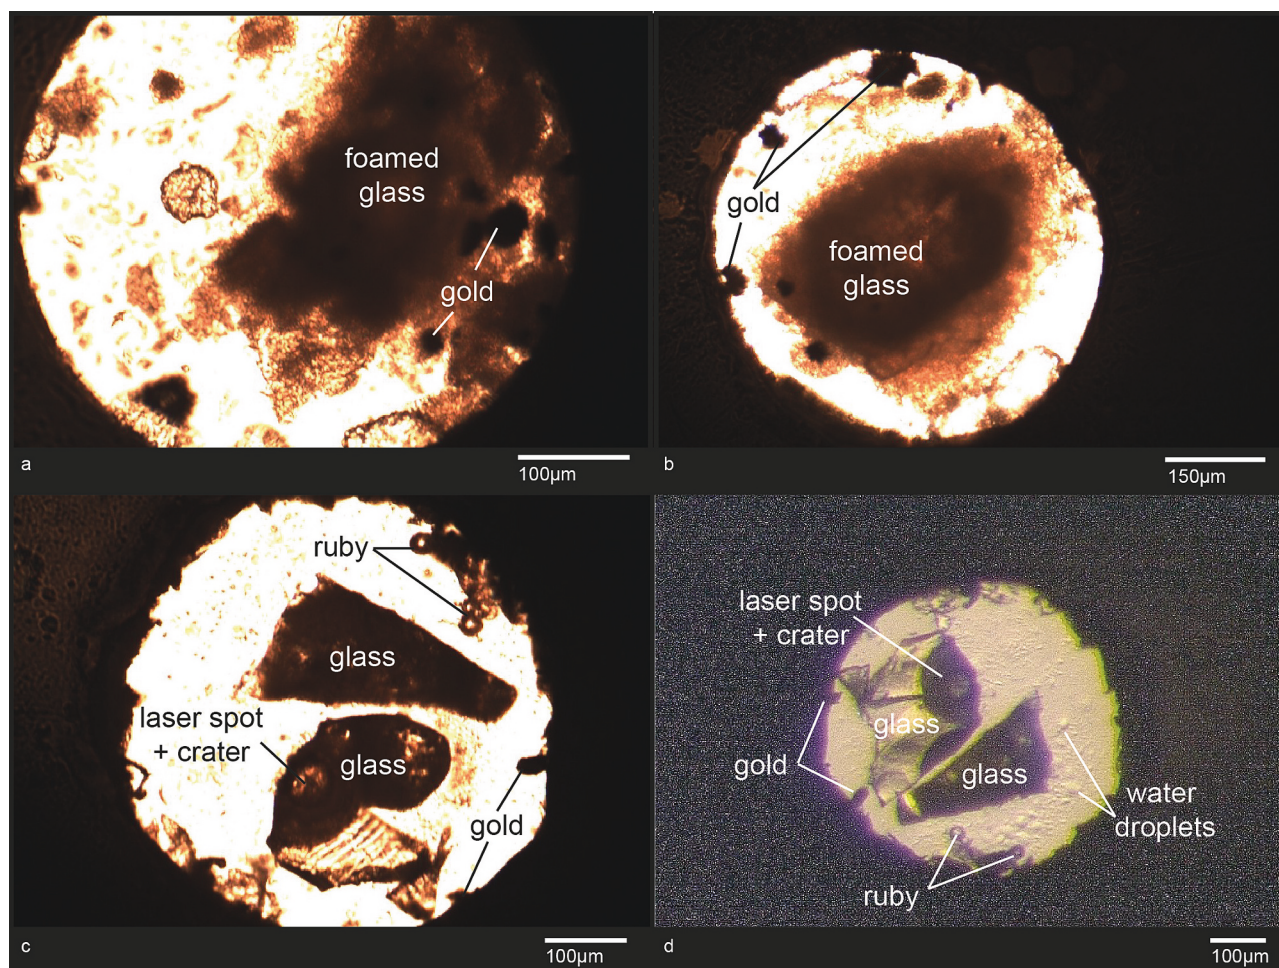 foamed
glass
gold
a
100µm
gold
foamed
glass
b
150µm
ruby
glass
laser spot
+ crater
glass
gold
c
100µm
laser spot
+ crater
glass
gold
glass
water
droplets
ruby
d
100µm